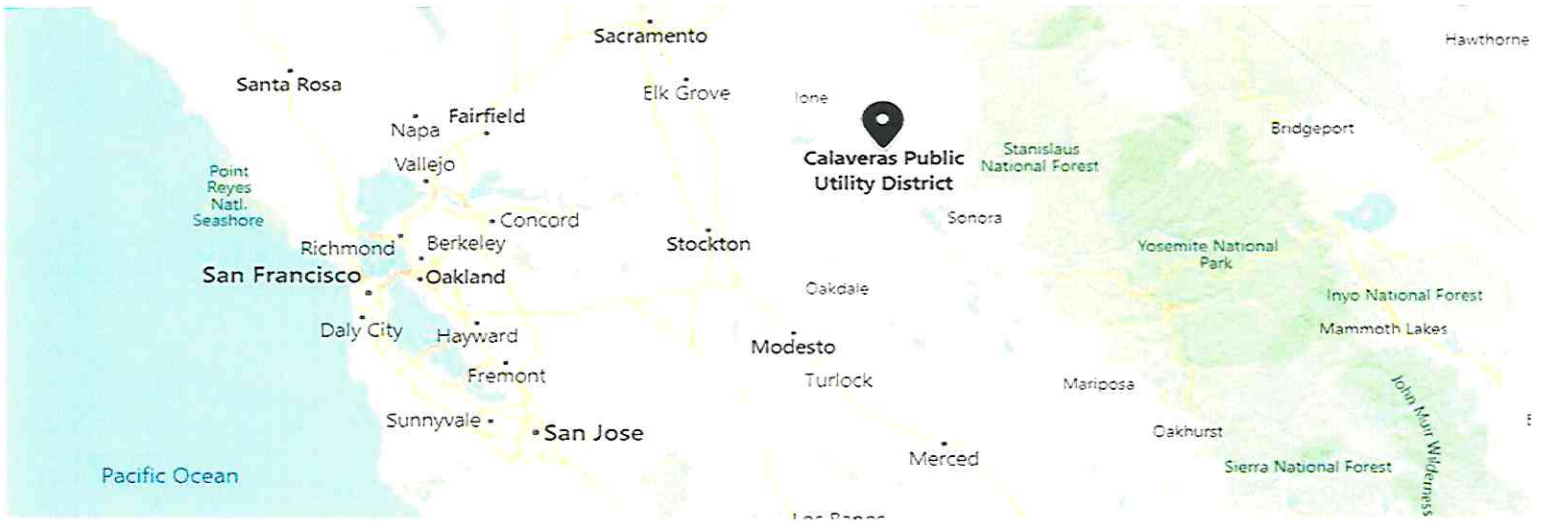 Sacramento
Hawthorne
Santa Rosa
Elk Grove
Ione
Napa
Fairfield
Bridgeport
Calaveras Public
Utility District
Stanislaus
National Forest
Vallejo
Point
Reyes
Natl.
Seashore
Concord
Sonora
Richmond
Berkeley
Stockton
Yosemite National
Park
San Francisco
Oakland
Oakdale
Inyo National Forest
Daly City
Hayward
Mammoth Lakes
Modesto
Fremont
Turlock
Mariposa
John Muir Wilderness
Sunnyvale
San Jose
Oakhurst
Merced
Sierra National Forest
Pacific Ocean